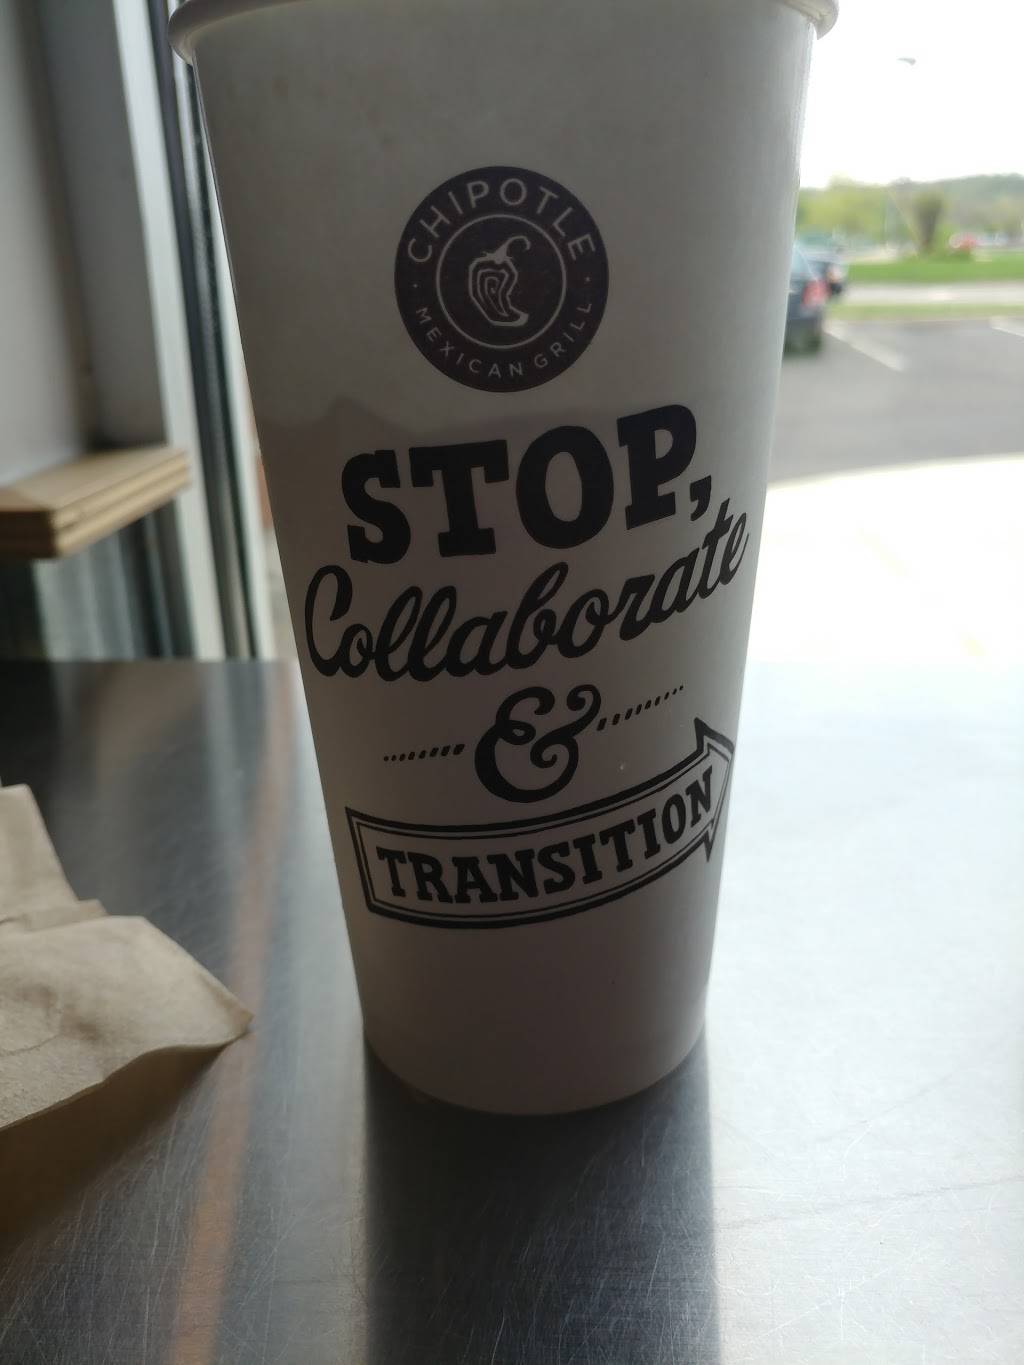 CHIPOTLE
MEXICAN GRILL
STOP,
Collaborate
&
TRANSITION